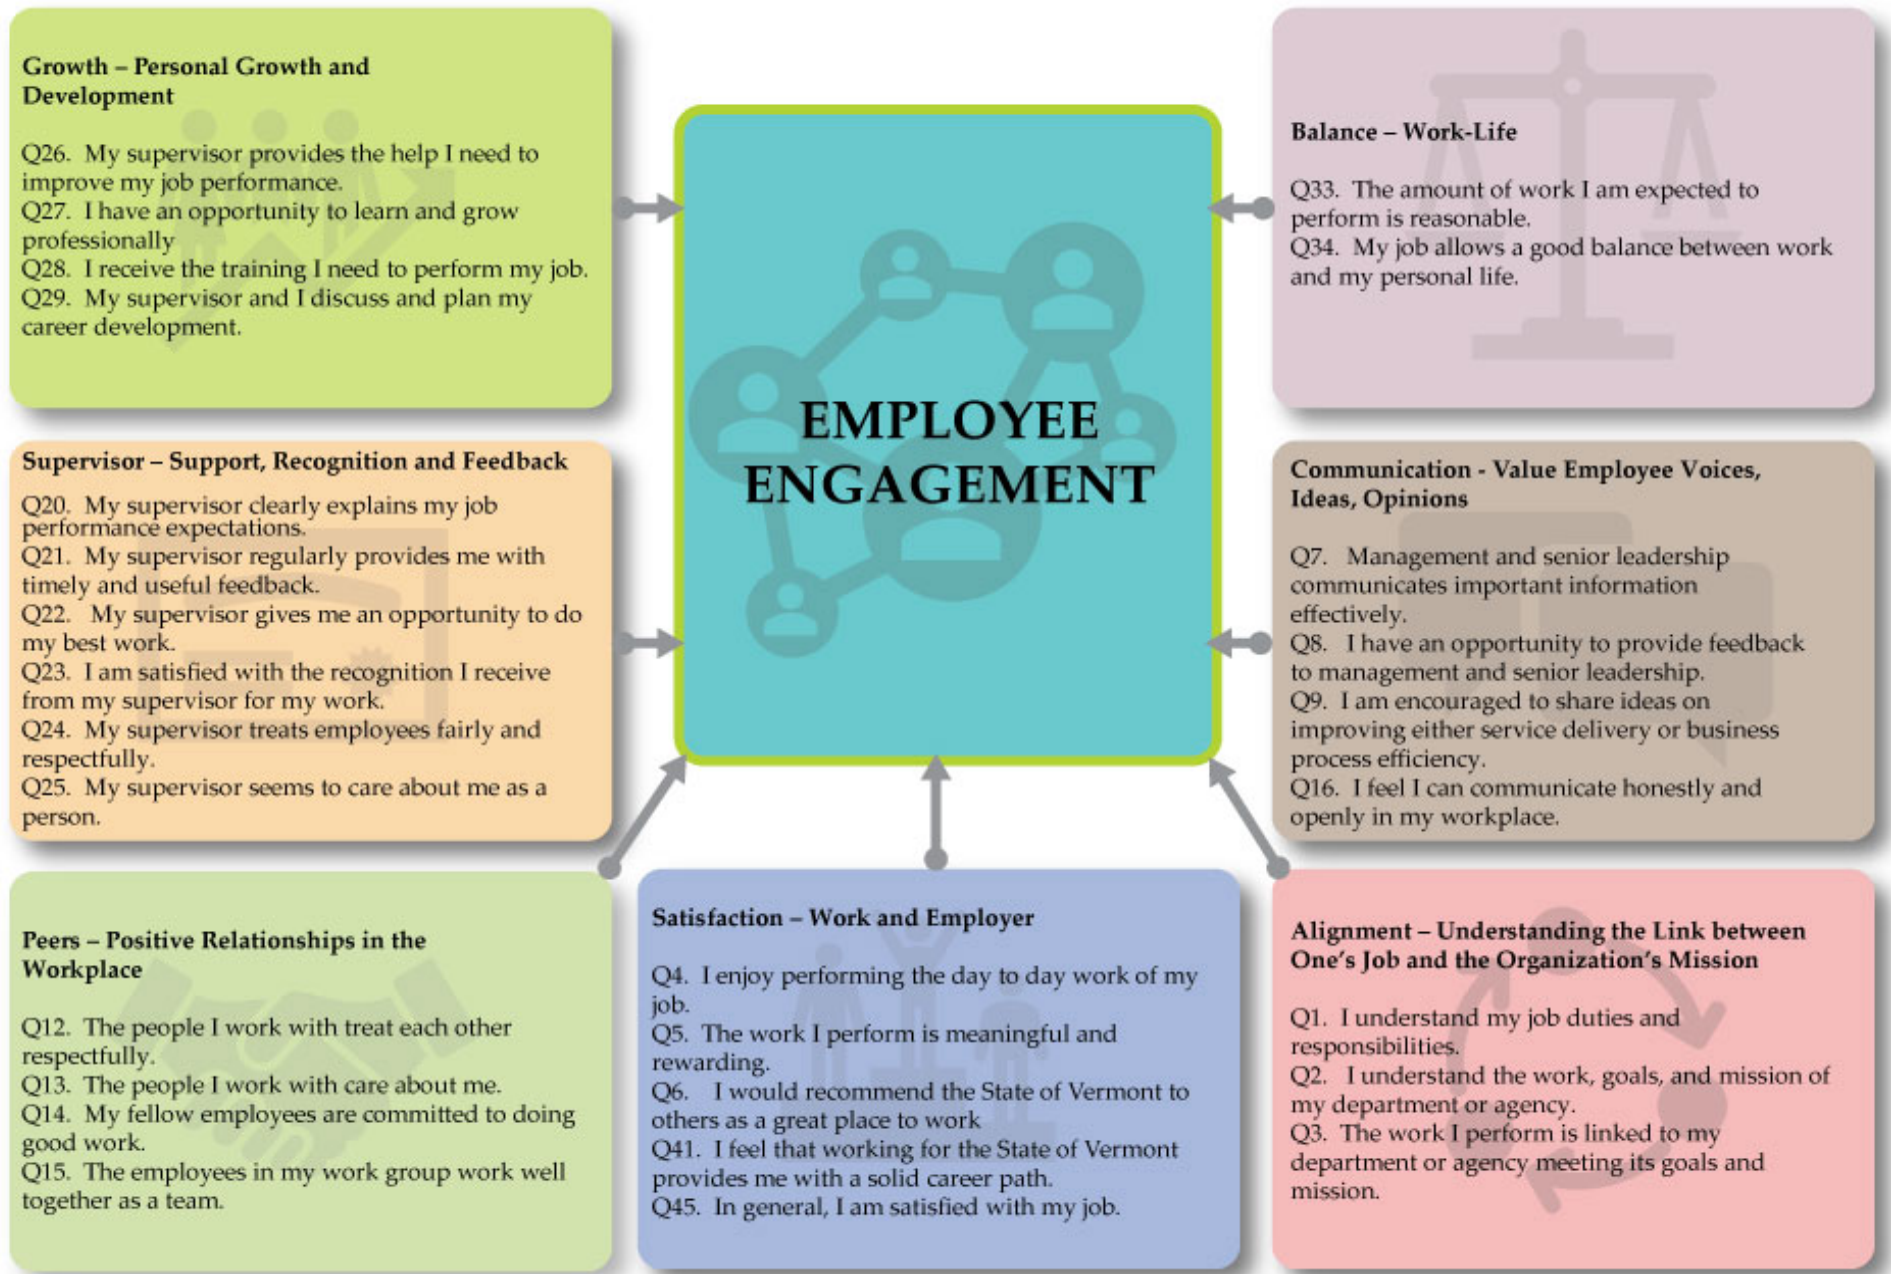 Growth – Personal Growth and
Development
Q26.  My supervisor provides the help I need to
improve my job performance.
Q27.  I have an opportunity to learn and grow
professionally
Q28.  I receive the training I need to perform my job.
Q29.  My supervisor and I discuss and plan my
career development.
Supervisor – Support, Recognition and Feedback
Q20.  My supervisor clearly explains my job
performance expectations.
Q21.  My supervisor regularly provides me with
timely and useful feedback.
Q22.   My supervisor gives me an opportunity to do
my best work.
Q23.  I am satisfied with the recognition I receive
from my supervisor for my work.
Q24.  My supervisor treats employees fairly and
respectfully.
Q25.  My supervisor seems to care about me as a
person.
Peers – Positive Relationships in the
Workplace
Q12.  The people I work with treat each other
respectfully.
Q13.  The people I work with care about me.
Q14.  My fellow employees are committed to doing
good work.
Q15.  The employees in my work group work well
together as a team.
EMPLOYEE
ENGAGEMENT
Satisfaction – Work and Employer
Q4.  I enjoy performing the day to day work of my
job.
Q5.  The work I perform is meaningful and
rewarding.
Q6.   I would recommend the State of Vermont to
others as a great place to work
Q41.  I feel that working for the State of Vermont
provides me with a solid career path.
Q45.  In general, I am satisfied with my job.
Balance – Work-Life
Q33.  The amount of work I am expected to
perform is reasonable.
Q34.  My job allows a good balance between work
and my personal life.
Communication - Value Employee Voices,
Ideas, Opinions
Q7.   Management and senior leadership
communicates important information
effectively.
Q8.   I have an opportunity to provide feedback
to management and senior leadership.
Q9.  I am encouraged to share ideas on
improving either service delivery or business
process efficiency.
Q16.  I feel I can communicate honestly and
openly in my workplace.
Alignment – Understanding the Link between
One's Job and the Organization's Mission
Q1.  I understand my job duties and
responsibilities.
Q2.   I understand the work, goals, and mission of
my department or agency.
Q3.  The work I perform is linked to my
department or agency meeting its goals and
mission.